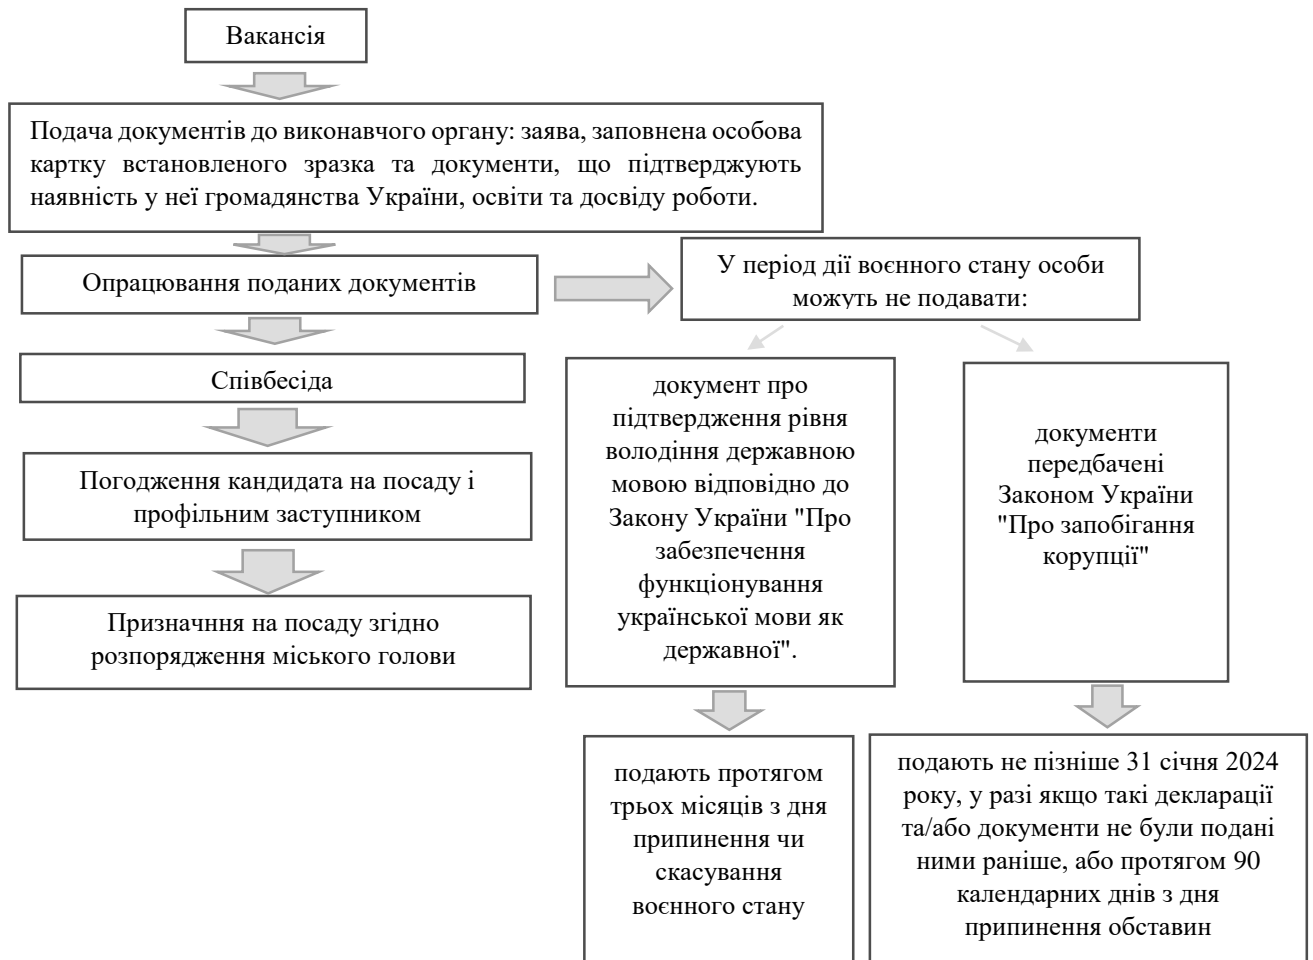 Вакансія
Подача документів до виконавчого органу: заява, заповнена особова
картку встановленого зразка та документи, що підтверджують
наявність у неї громадянства України, освіти та досвіду роботи.
Опрацювання поданих документів
У період дії воєнного стану особи
можуть не подавати:
Співбесіда
Погодження кандидата на посаду і
профільним заступником
Призначння на посаду згідно
розпорядження міського голови
документ про
підтвердження рівня
володіння державною
мовою відповідно до
Закону України "Про
забезпечення
функціонування
української мови як
державної".
документи
передбачені
Законом України
"Про запобігання
корупції"
подають протягом
трьох місяців з дня
припинення чи
скасування
воєнного стану
подають не пізніше 31 січня 2024
року, у разі якщо такі декларації
та/або документи не були подані
ними раніше, або протягом 90
календарних днів з дня
припинення обставин